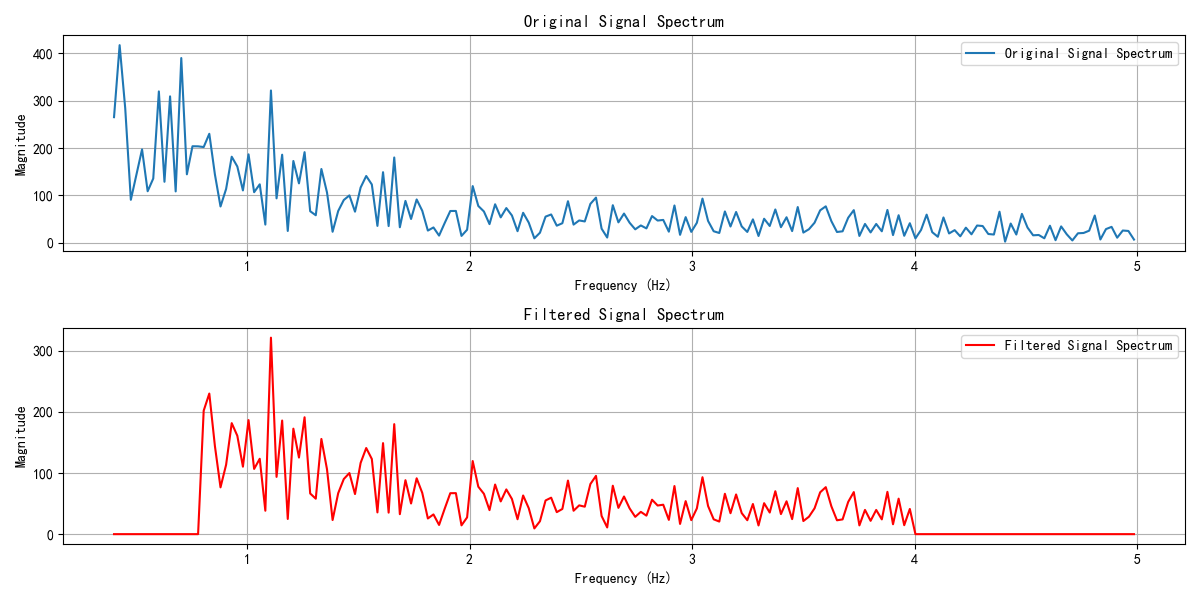 Original Signal Spectrum
Original Signal Spectrum
400
300
200
100
0
Magnitude
1 2 3 4 5
Frequency (Hz)
Filtered Signal Spectrum
Filtered Signal Spectrum
300
200
100
0
Magnitude
1 2 3 4 5
Frequency (Hz)